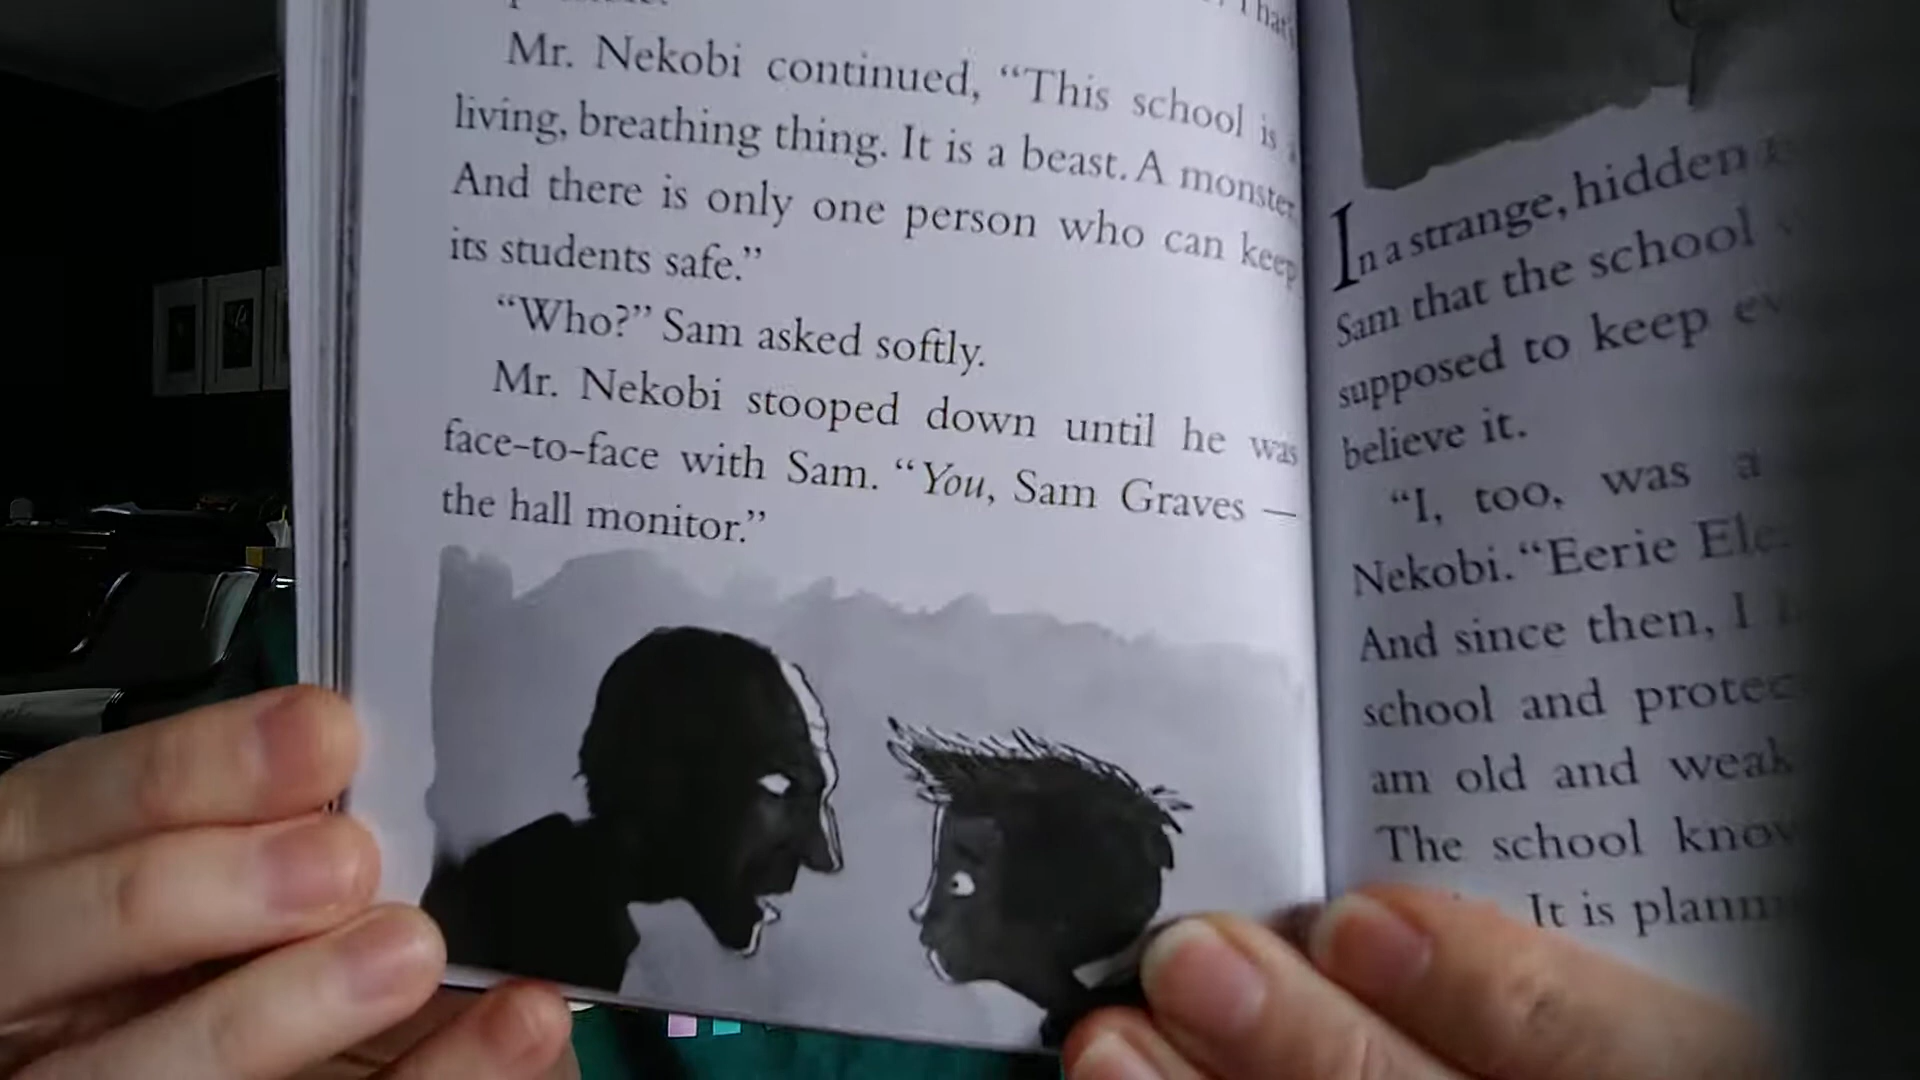 Mr. Nekobi continued, “This school is
living, breathing thing. It is a beast. A monster
And there is only one person who can keep
its students safe.”
“Who?” Sam asked softly.
Mr. Nekobi stooped down until he was
face-to-face with Sam. “You, Sam Graves —
the hall monitor.”
In a strange, hidden
Sam that the school
supposed to keep
believe it.
“I, too, was a
Nekobi. “Eerie
And since then, I
school and
am old and weak
The school
It is